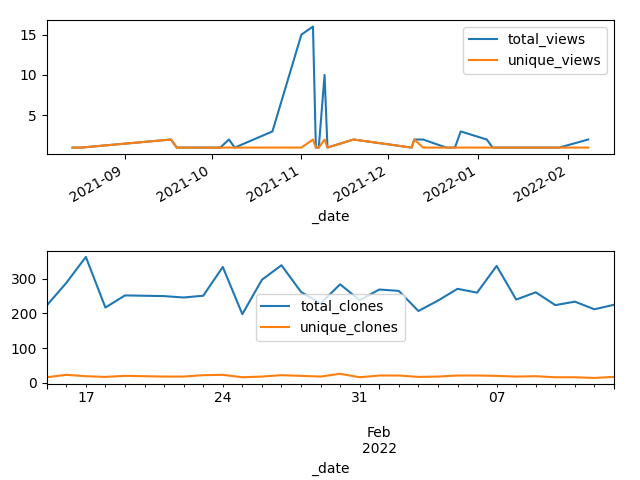 15
10
5
total_views
unique_views
2021-09
2021-10
2021-11
2021-12
2022-01
2022-02
_date
300
200
100
0
total_clones
unique_clones
17
24
31
07
Feb
2022
_date